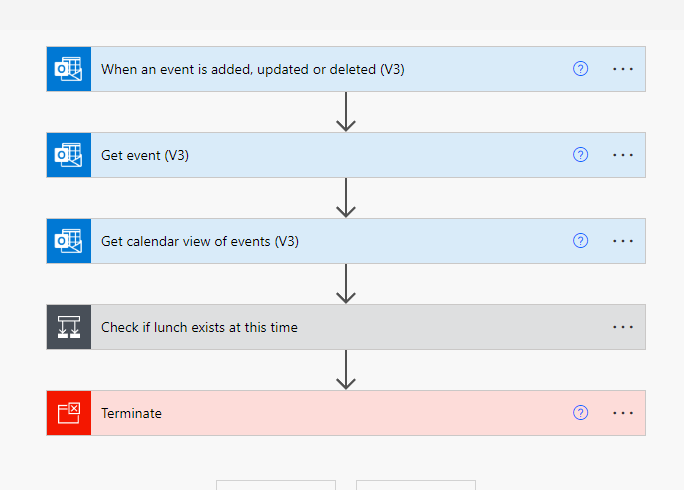 When an event is added, updated or deleted (V3)
Get event (V3)
Get calendar view of events (V3)
Check if lunch exists at this time
Terminate